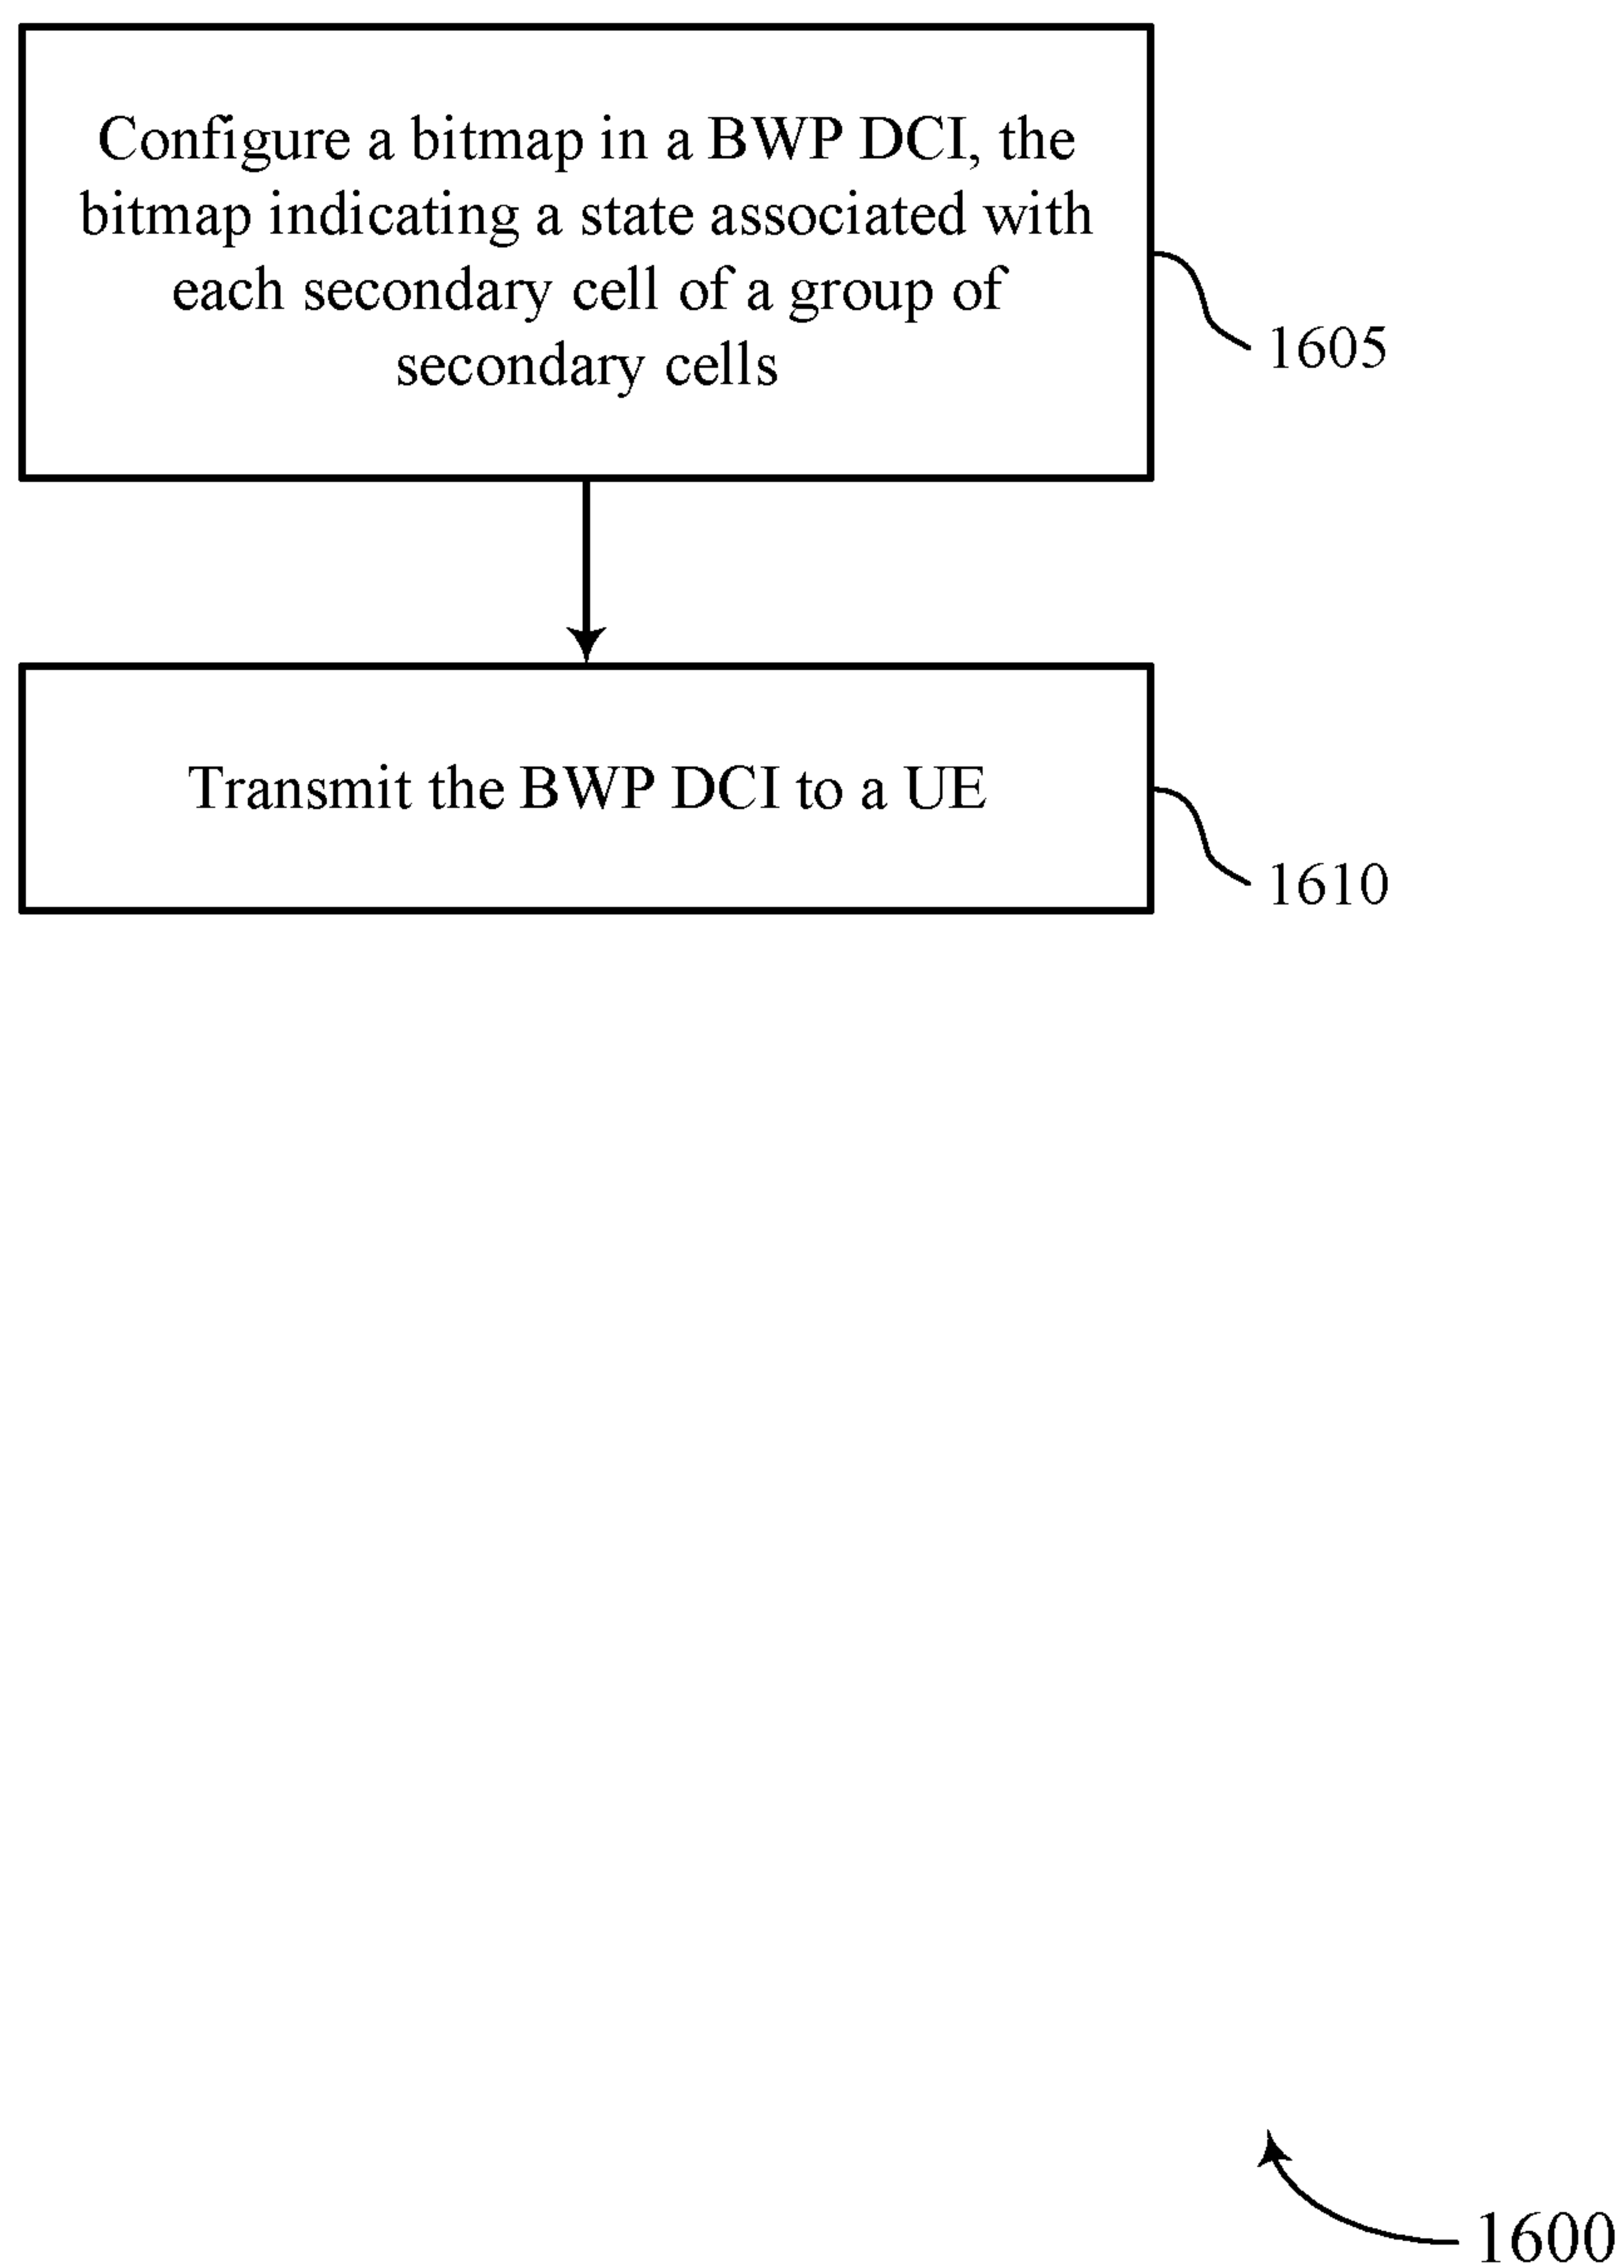 Configure a bitmap in a BWP DCI, the
bitmap indicating a state associated with
each secondary cell of a group of
secondary cells
1605
Transmit the BWP DCI to a UE
1610
1600